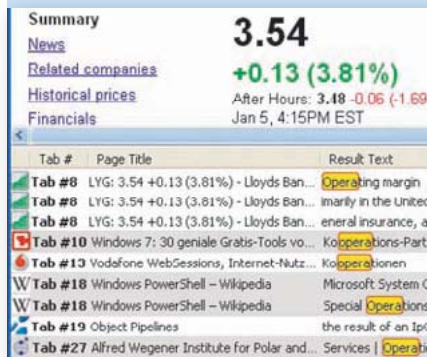 Summary
News
Related companies
Historical prices
Financials
3.54
+0.13 (3.81%)
After Hours: 3.48 -0.06 (-1.69
Jan 5, 4:15PM EST
Tab # Page Title Result Text
Tab #8 LYG: 3.54 +0.13 (3.81%) - Lloyds Ban... Operating margin
Tab #8 LYG: 3.54 +0.13 (3.81%) - Lloyds Ban... imarily in the United
Tab #8 LYG: 3.54 +0.13 (3.81%) - Lloyds Ban... eneral insurance, a
Tab #10 Windows 7: 30 geniale Gratis-Tools vo... Kooperations-Part
Tab #13 Vodafone WebSessions, Internet-Nutz... Kooperationen
Tab #18 Windows PowerShell – Wikipedia Microsoft System C
Tab #18 Windows PowerShell – Wikipedia Special Operations
Tab #19 Object Pipelines the result of an IpC
Tab #27 Alfred Wegener Institute for Polar and... Services | Operati